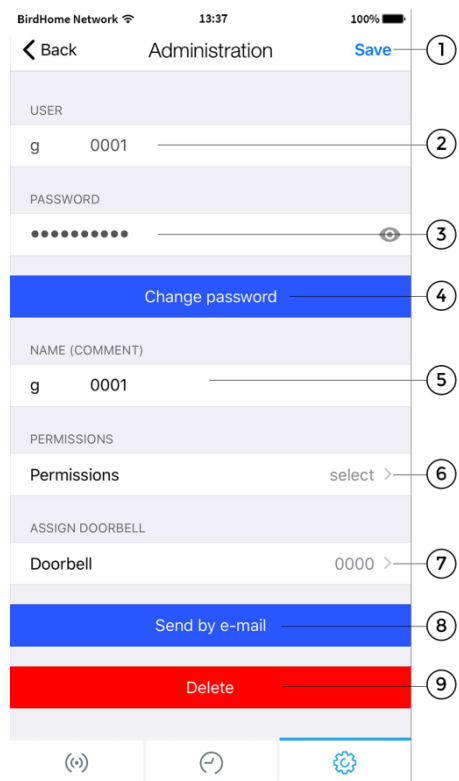 BirdHome Network 13:37 100%
Back Administration Save 1
USER
g 0001 2
PASSWORD
•••••••••• 3
Change password 4
NAME (COMMENT)
g 0001 5
PERMISSIONS
Permissions select 6
ASSIGN DOORBELL
Doorbell 0000 7
Send by e-mail 8
Delete 9